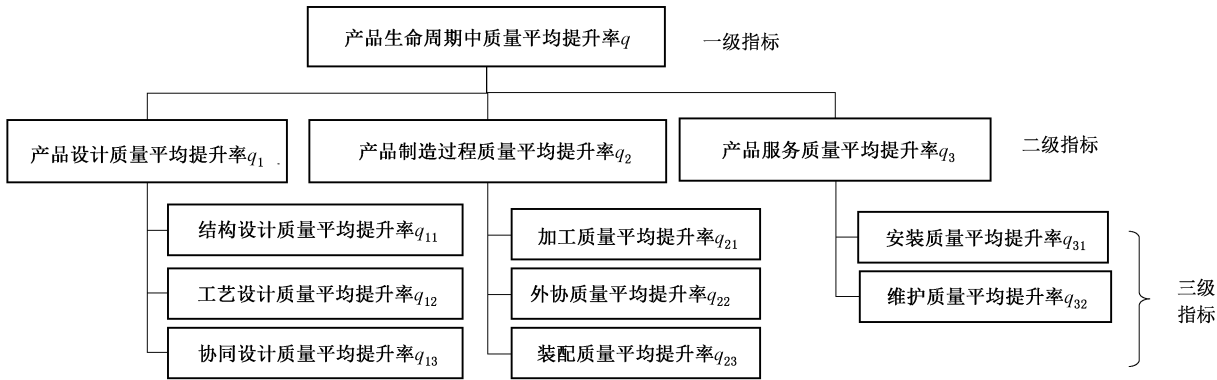 产品生命周期中质量平均提升率q
一级指标
产品设计质量平均提升率q1
产品制造过程质量平均提升率q2
产品服务质量平均提升率q3
二级指标
结构设计质量平均提升率q11
工艺设计质量平均提升率q12
协同设计质量平均提升率q13
加工质量平均提升率q21
外协质量平均提升率q22
装配质量平均提升率q23
安装质量平均提升率q31
维护质量平均提升率q32
三级
指标